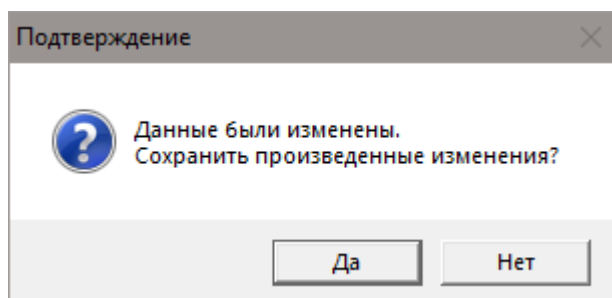 Подтверждение
Данные были изменены.
Сохранить произведенные изменения?
Да
Нет